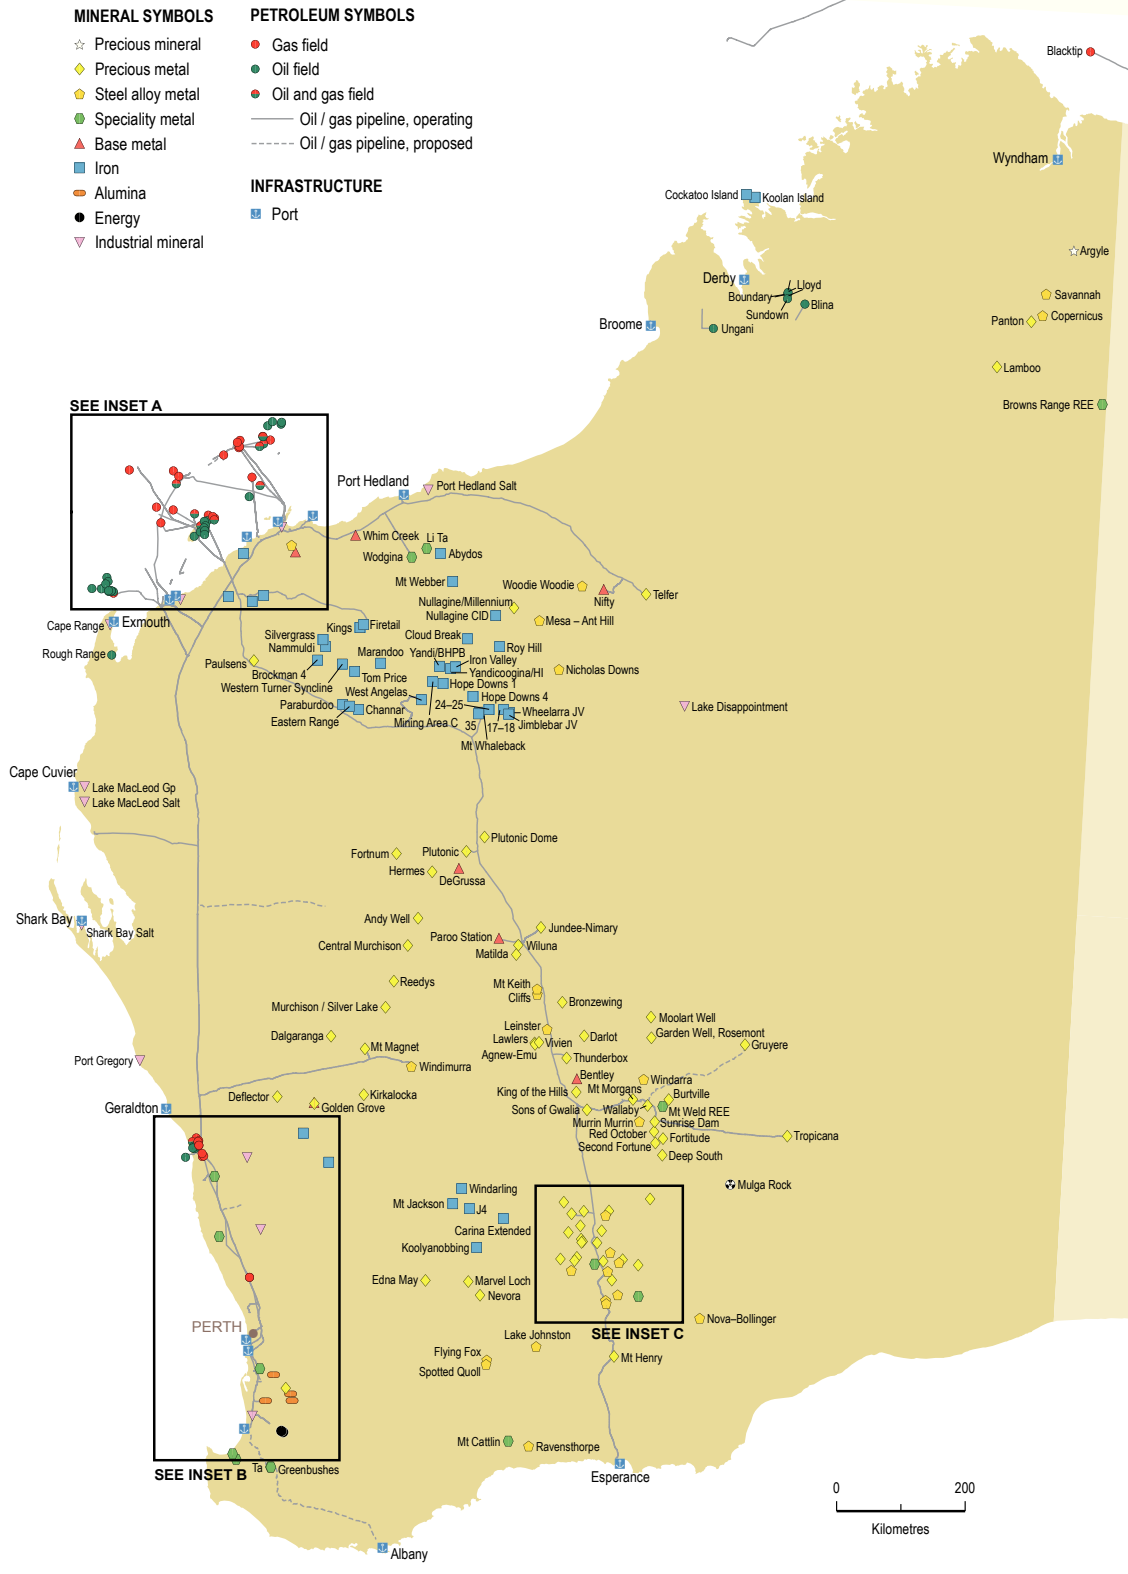 MINERAL SYMBOLS
Precious mineral
Precious metal
Steel alloy metal
Speciality metal
Base metal
Iron
Alumina
Energy
Industrial mineral
PETROLEUM SYMBOLS
Gas field
Oil field
Oil and gas field
Oil / gas pipeline, operating
Oil / gas pipeline, proposed
INFRASTRUCTURE
Port
Blacktip
Wyndham
Cockatoo Island
Koolan Island
Argyle
Derby
Lloyd
Boundary
Sundown
Blina
Savannah
Copernicus
Panton
Broome
Ungani
Lamboo
Browns Range REE
SEE INSET A
Port Hedland
Port Hedland Salt
Whim Creek
Li Ta
Wodgina
Abydos
Mt Webber
Woodie Woodie
Nifty
Telfer
Nullagine/Millennium
Nullagine CID
Mesa – Ant Hill
Cape Range
Exmouth
Rough Range
Kings
Firetail
Silvergrass
Nammuldi
Cloud Break
Roy Hill
Paulsens
Marandoo
Yandi/BHPB
Iron Valley
Yandicoogina/HI
Brockman 4
Tom Price
Western Turner Syncline
Hope Downs 1
Nicholas Downs
West Angelas
Hope Downs 4
Paraburdoo
Channar
24–25
Wheelarra JV
Lake Disappointment
Eastern Range
Mining Area C
35
17–18
Jimblebar JV
Mt Whaleback
Cape Cuvier
Lake MacLeod Gp
Lake MacLeod Salt
Plutonic Dome
Fortnum
Plutonic
Hermes
DeGrussa
Shark Bay
Shark Bay Salt
Andy Well
Jundee-Nimary
Paroo Station
Central Murchison
Wiluna
Matilda
Reedys
Mt Keith
Cliffs
Bronzewing
Murchison / Silver Lake
Moolart Well
Leinster
Garden Well, Rosemont
Dalgaranga
Lawlers
Vivien
Darlot
Gruyere
Mt Magnet
Agnew-Emu
Thunderbox
Port Gregory
Windimurra
Bentley
Windarra
King of the Hills
Mt Morgans
Burtville
Deflector
Kirkalocka
Golden Grove
Geraldton
Sons of Gwalia
Wallaby
Mt Weld REE
Murrin Murrin
Sunrise Dam
Red October
Fortitude
Tropicana
Second Fortune
Deep South
Mulga Rock
Windarling
Mt Jackson
J4
Carina Extended
Koolyanobbing
Edna May
Marvel Loch
Nevora
PERTH
Nova–Bollinger
SEE INSET C
Lake Johnston
Flying Fox
Spotted Quoll
Mt Henry
Mt Cattlin
Ravensthorpe
Ta
Greenbushes
SEE INSET B
Esperance
Albany
0
200
Kilometres